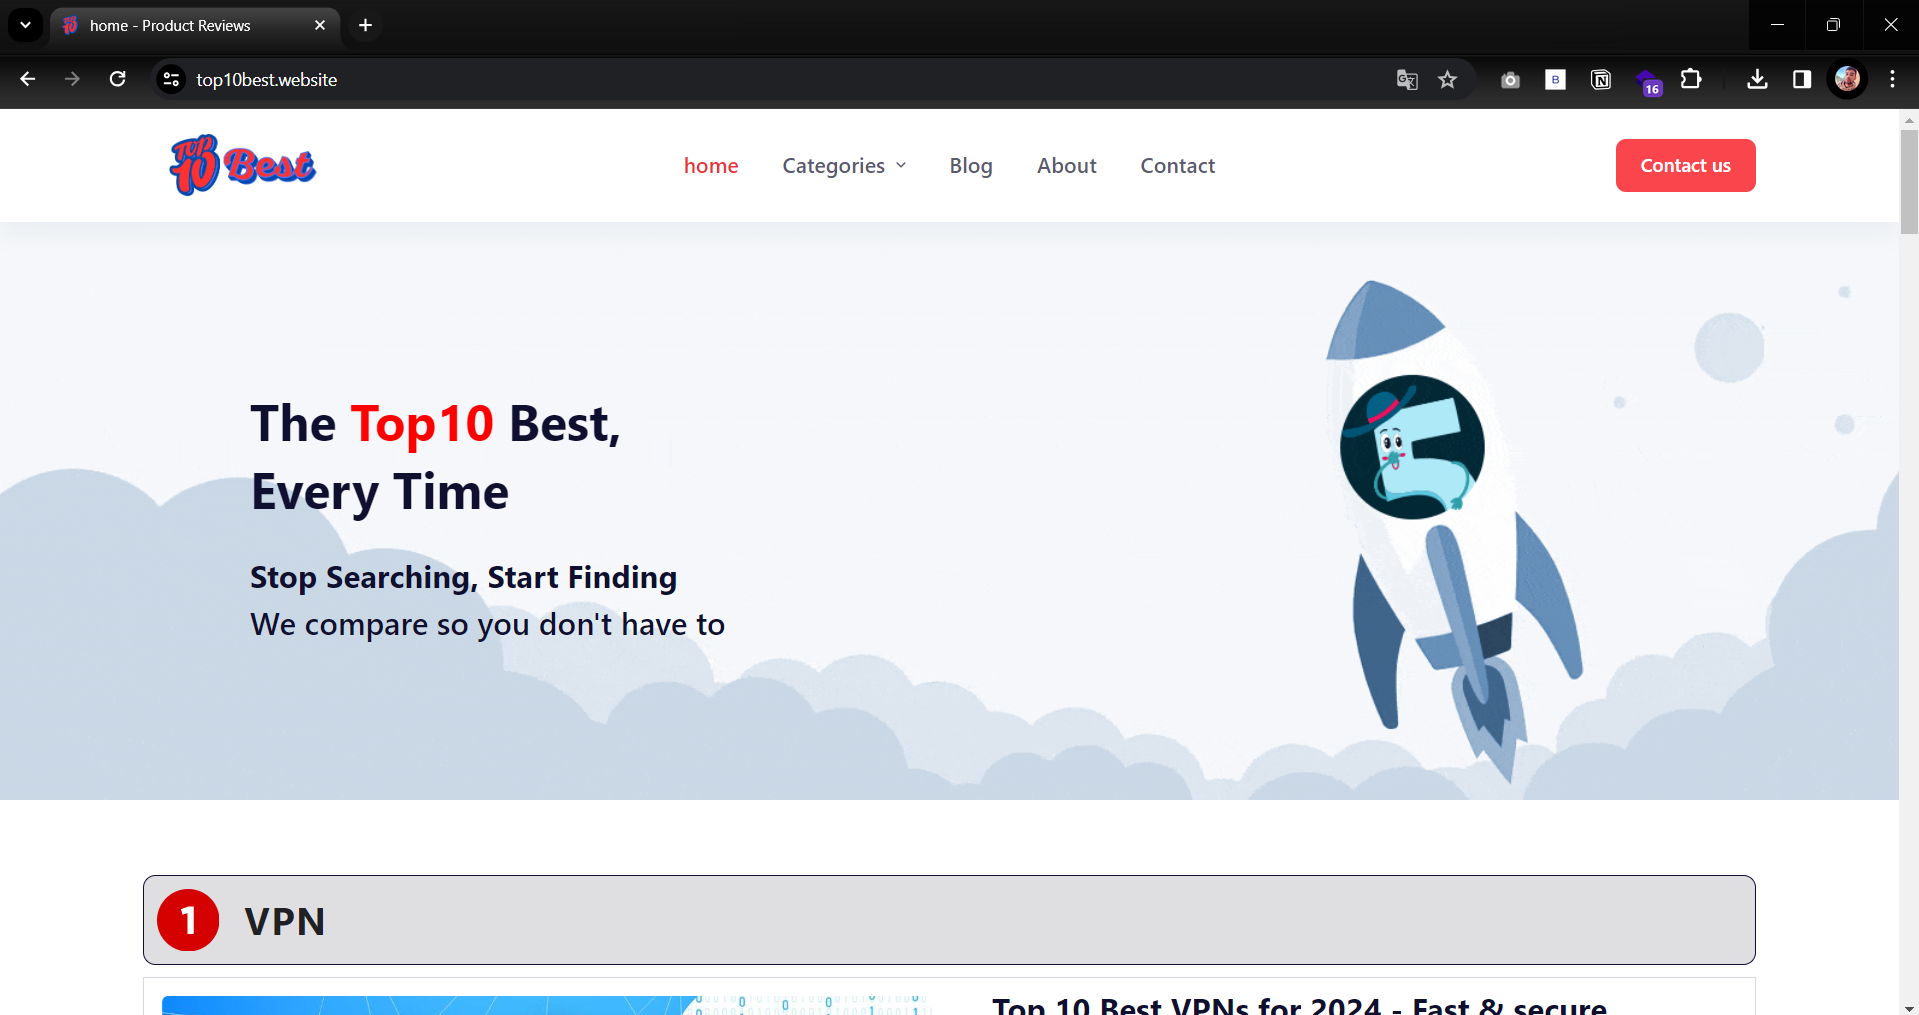 home - Product Reviews
top10best.website
16
TOP 10 Best
home
Categories
Blog
About
Contact
Contact us
The Top10 Best,
Every Time
Stop Searching, Start Finding
We compare so you don't have to
1 VPN
Top 10 Best VPNs for 2024 - Fast & secure